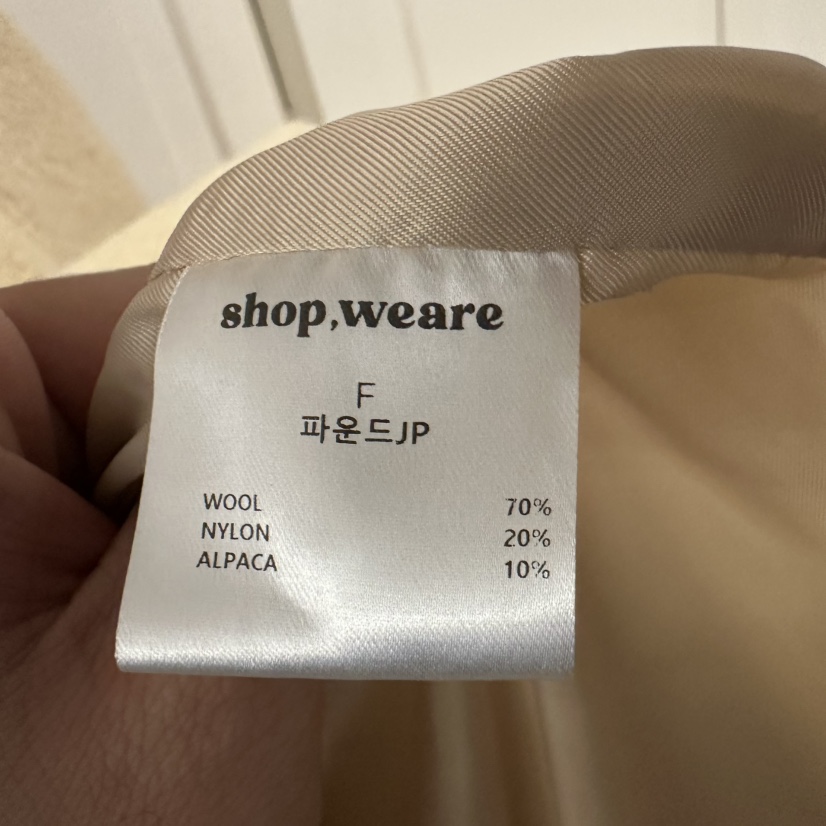 shop,weare
F
파운드JP
WOOL 70%
NYLON 20%
ALPACA 10%